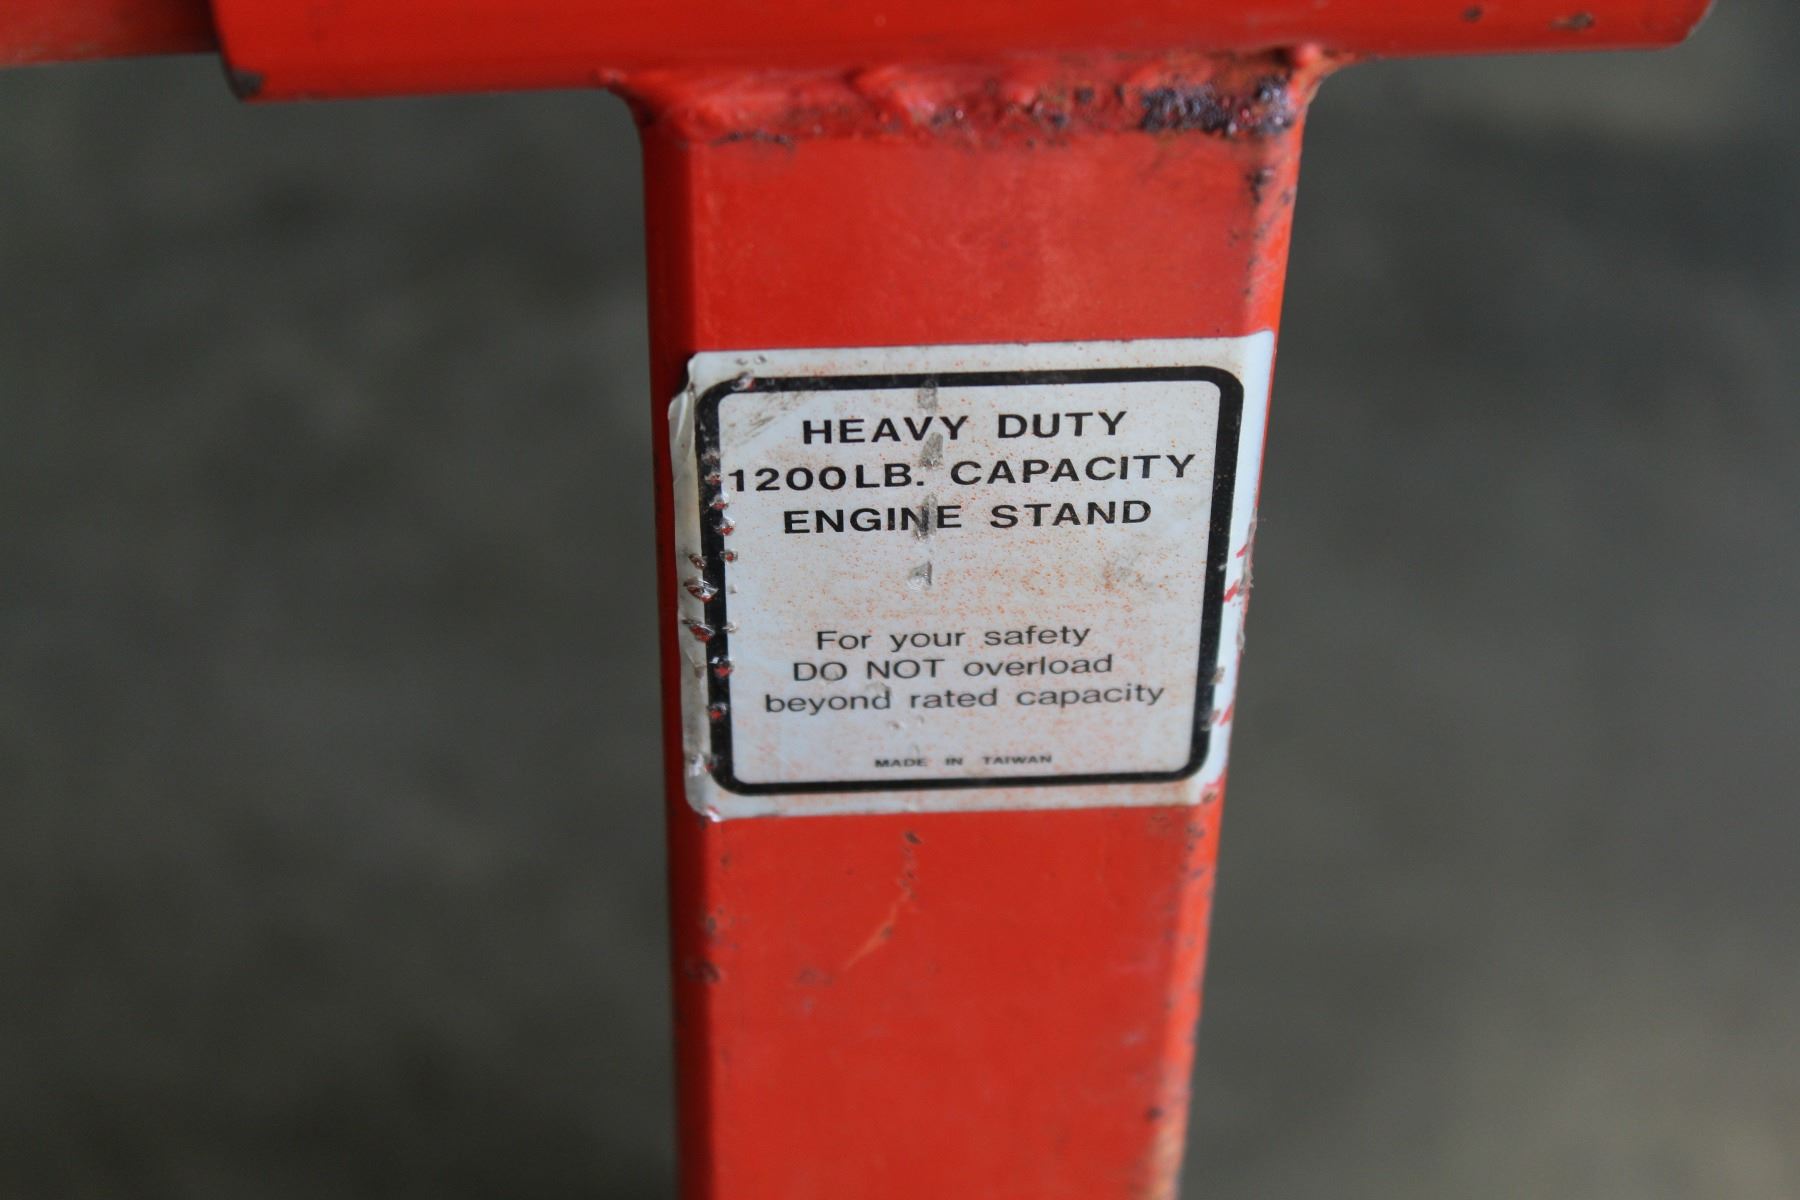 HEAVY DUTY
1200LB. CAPACITY
ENGINE STAND
For your safety
DO NOT overload
beyond rated capacity
MADE IN TAIWAN